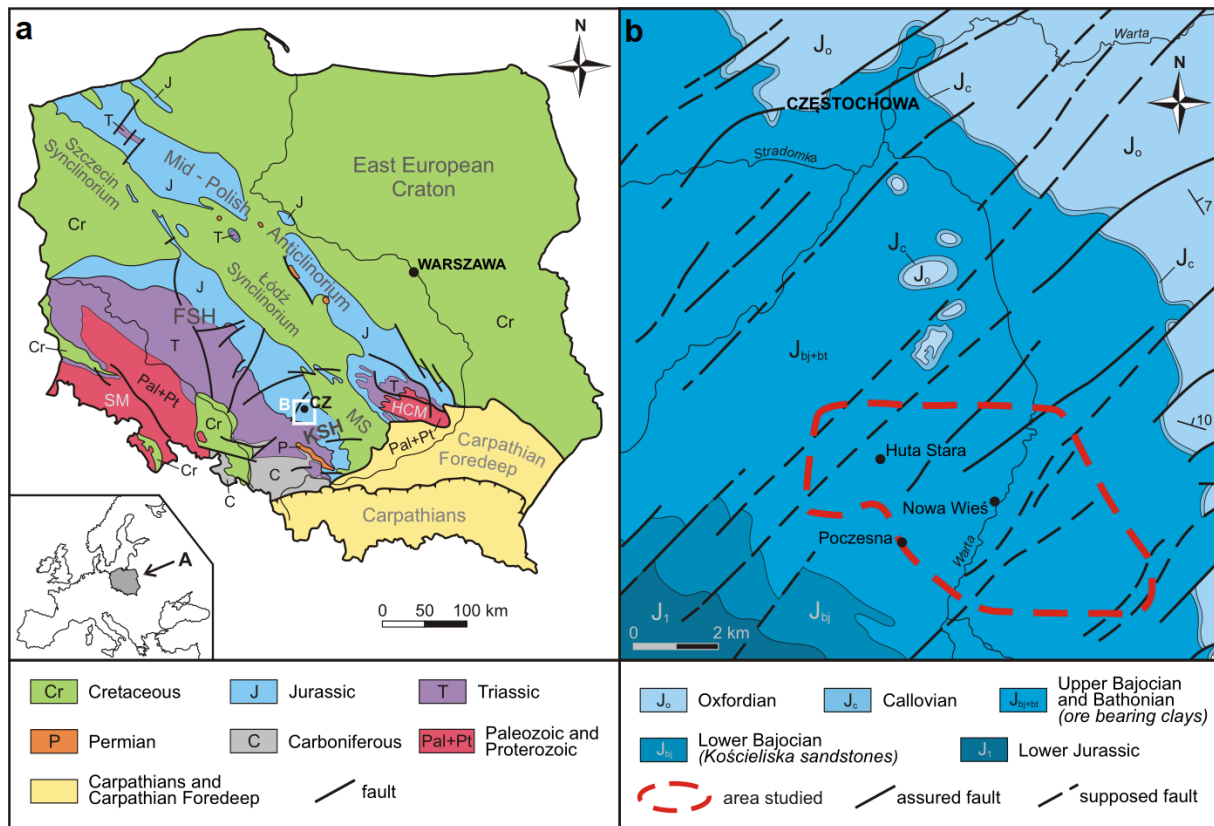 a
N
J
T
Szczecin
Synclinorium
Mid - Polish
Anticlinorium
East European
Craton
J
J
Cr
T
WARSZAWA
Łódź
Synclinorium
J
FSH
T
J
Cr
Cr
Pal+Pt
SM
B
CZ
KSH
MS
T
HCM
Cr
P
Pal+Pt
Carpathian
Foredeep
C
Cr
C
Carpathians
A
0 50 100 km
Cr Cretaceous
J Jurassic
T Triassic
P Permian
C Carboniferous
Pal+Pt Paleozoic and
Proterozoic
Carpathians and
Carpathian Foredeep
fault
b
Jo
Warta
N
Jc
CZĘSTOCHOWA
Jo
Stradomka
7
Jc
Jo
Jc
Jbj+bt
10
Huta Stara
Nowa Wieś
Poczesna
Warta
J1
Jbj
0 2 km
Jo Oxfordian
Jc Callovian
Jbj+bt Upper Bajocian
and Bathonian
(ore bearing clays)
Jbj Lower Bajocian
(Kościeliska sandstones)
J1 Lower Jurassic
area studied
assured fault
supposed fault